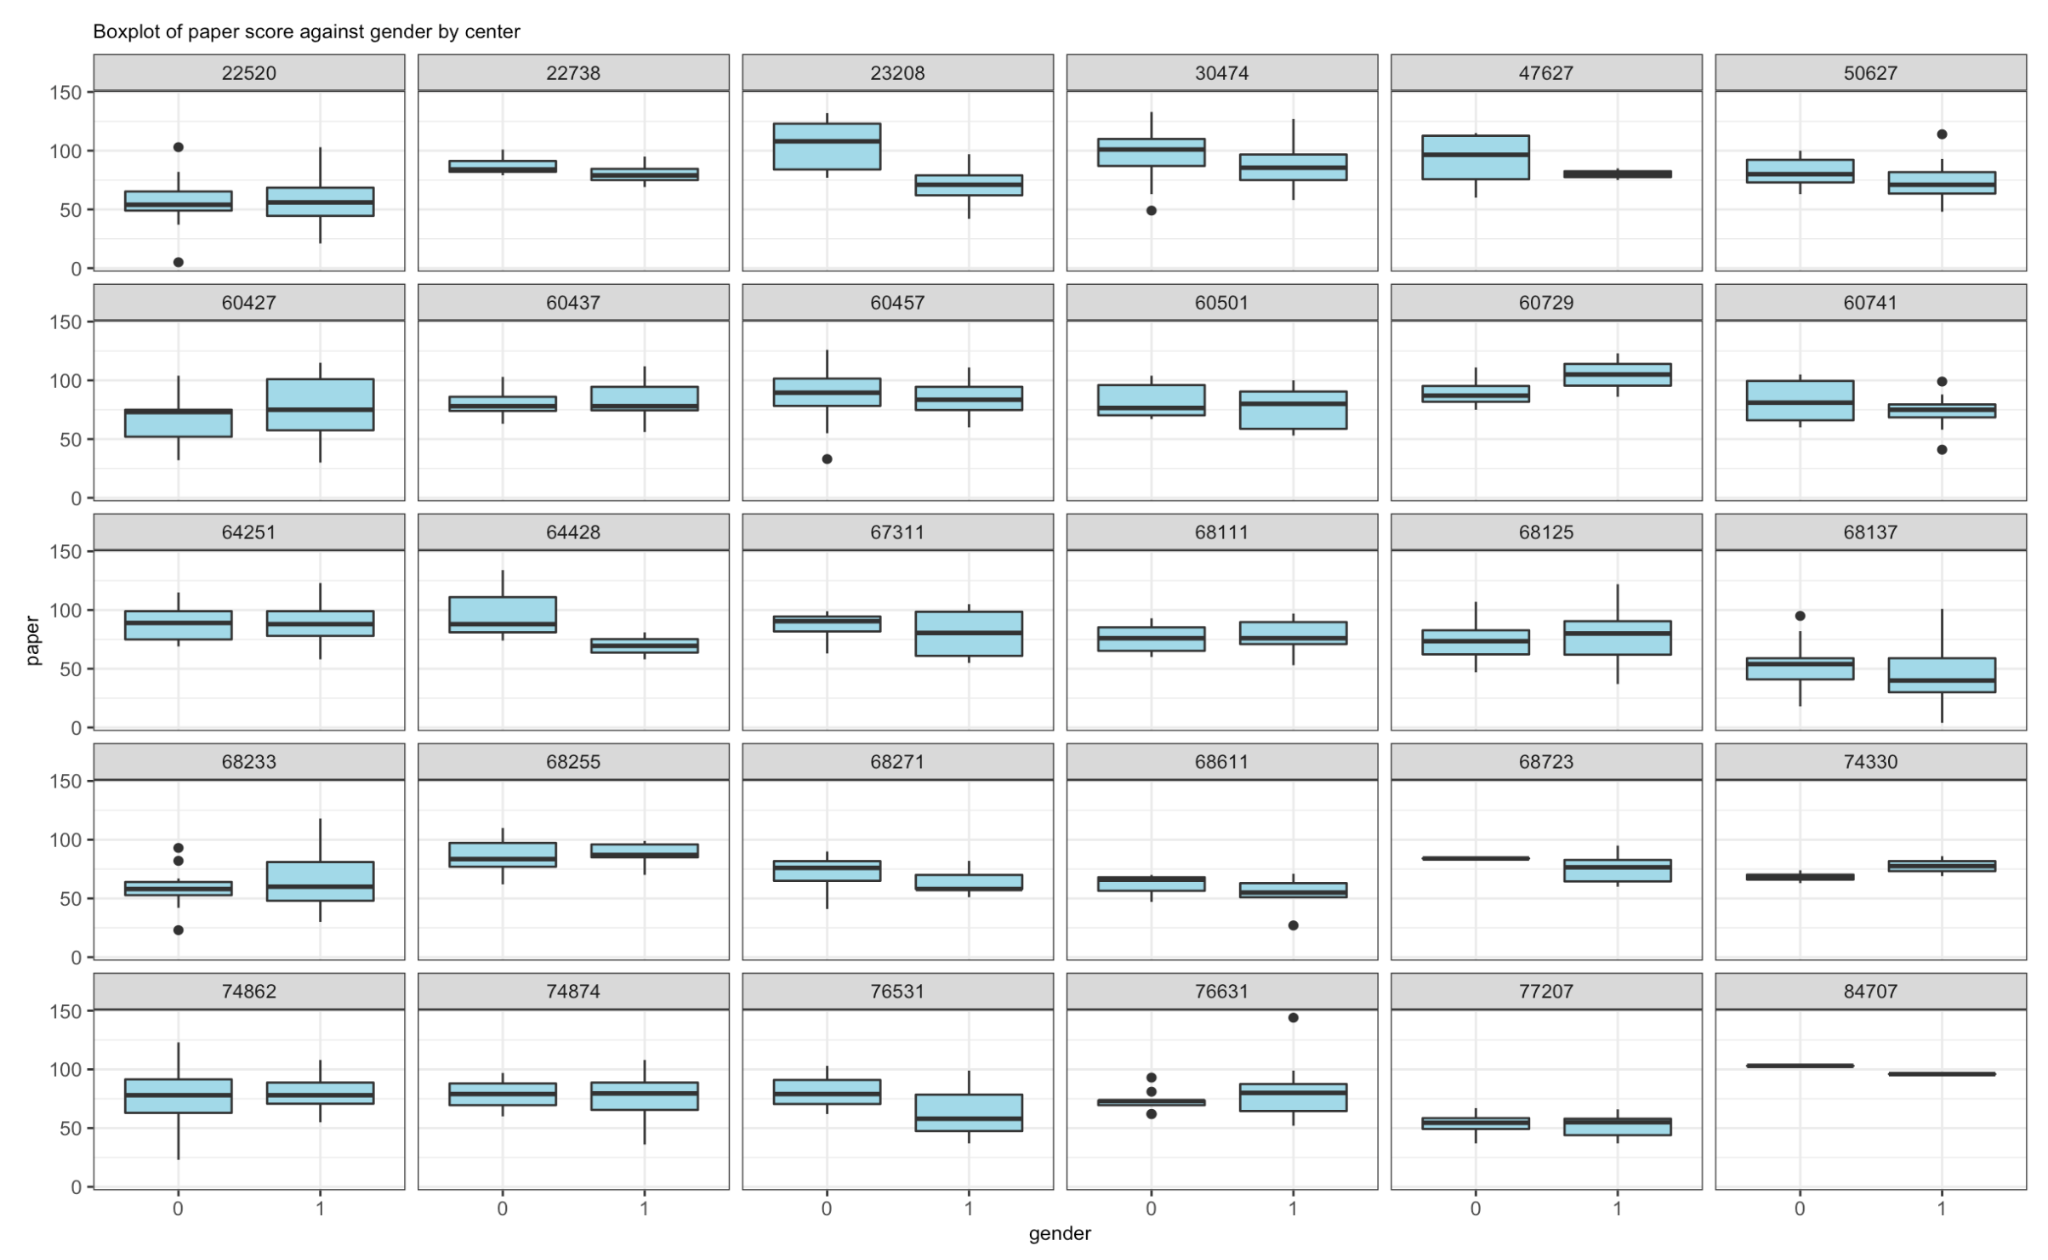 Boxplot of paper score against gender by center
22520 22738 23208 30474 47627 50627
150
100
50
0
60427 60437 60457 60501 60729 60741
150
100
50
0
64251 64428 67311 68111 68125 68137
150
100
50
0
paper
68233 68255 68271 68611 68723 74330
150
100
50
0
74862 74874 76531 76631 77207 84707
150
100
50
0
0 1 0 1 0 1 0 1 0 1 0 1
gender